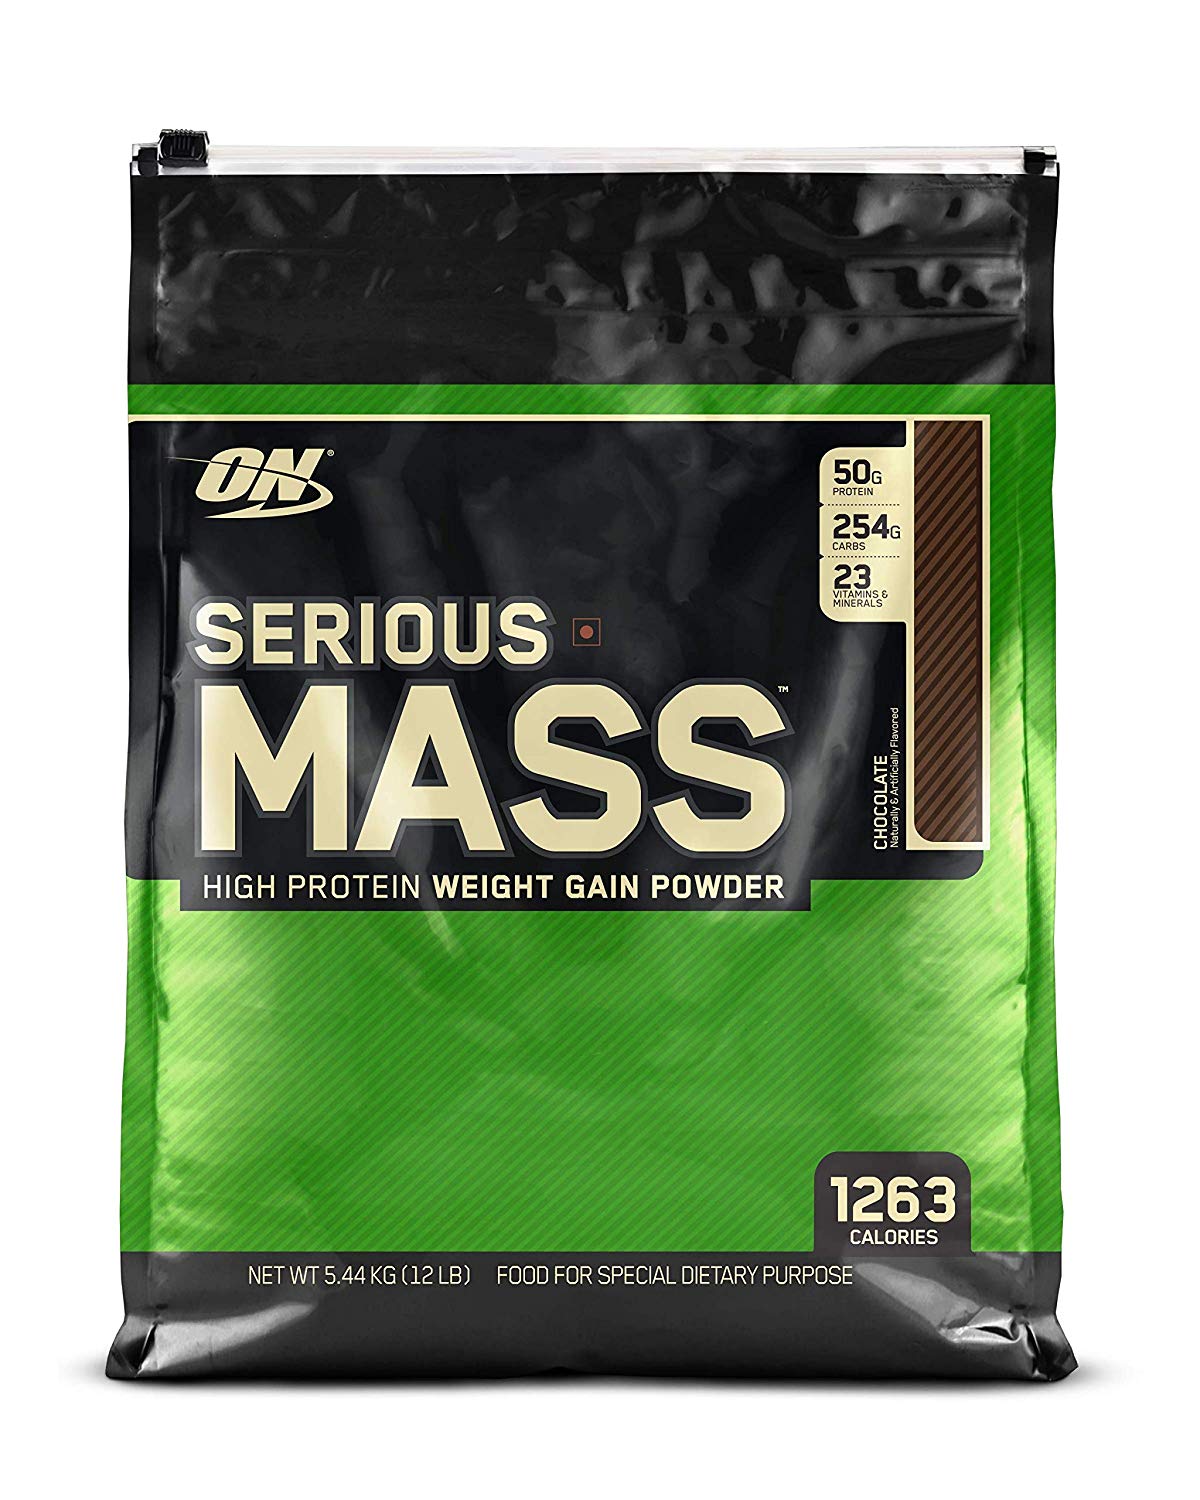 ON®
50G
PROTEIN
254G
CARBS
23
VITAMINS &
MINERALS
SERIOUS
MASS™
HIGH PROTEIN WEIGHT GAIN POWDER
CHOCOLATE
Naturally & Artificially Flavored
1263
CALORIES
NET WT 5.44 KG (12 LB) FOOD FOR SPECIAL DIETARY PURPOSE